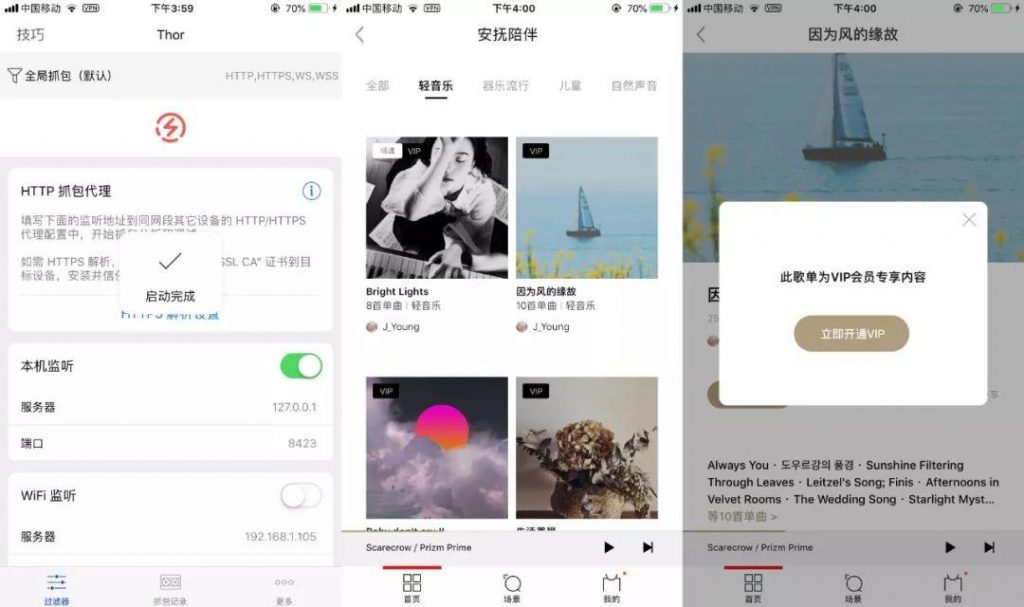 中国移动 VPN 下午3:59 70%
技巧 Thor
全局抓包（默认） HTTP,HTTPS,WS,WSS
HTTP 抓包代理
填写下面的监听地址到同网段其它设备的 HTTP/HTTPS
代理配置中，开始抓包
如需 HTTPS 解析， SSL CA" 证书到目
标设备，安装并信任
启动完成
HTTPS 解析设置
本机监听
服务器 127.0.0.1
端口 8423
WiFi 监听
服务器 192.168.1.105
过滤器 抓包记录 更多
中国移动 VPN 下午4:00 70%
安抚陪伴
全部 轻音乐 器乐流行 儿童 自然声音
精选 VIP
VIP
Bright Lights
8首单曲 | 轻音乐
J_Young
因为风的缘故
10首单曲 | 轻音乐
J_Young
VIP
VIP
Baby don't cry !!
Scarecrow / Prizm Prime
首页 场景 我的
中国移动 VPN 下午4:00 70%
因为风的缘故
此歌单为VIP会员专享内容
立即开通VIP
Always You · 도우르강의 풍경 · Sunshine Filtering
Through Leaves · Leitzel's Song; Finis · Afternoons in
Velvet Rooms · The Wedding Song · Starlight Myst...
等10首单曲 >
Scarecrow / Prizm Prime
首页 场景 我的